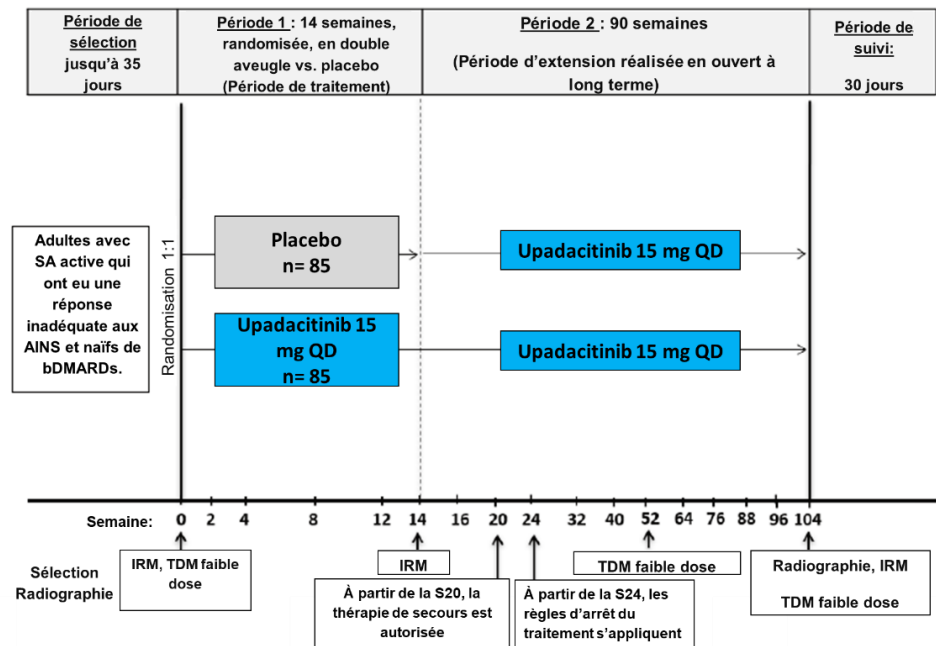 Période de
sélection
jusqu'à 35
jours
Période 1 : 14 semaines,
randomisée, en double
aveugle vs. placebo
(Période de traitement)
Période 2 : 90 semaines
(Période d'extension réalisée en ouvert à
long terme)
Période de
suivi:
30 jours
Adultes avec
SA active qui
ont eu une
réponse
inadéquate aux
AINS et naïfs de
bDMARDs.
Randomisation 1:1
Placebo
n= 85
Upadacitinib 15 mg QD
Upadacitinib 15
mg QD
n= 85
Upadacitinib 15 mg QD
Semaine: 0 2 4 8 12 14 16 20 24 32 40 52 64 76 88 96 104
Sélection
Radiographie
IRM, TDM faible
dose
IRM
À partir de la S20, la
thérapie de secours est
autorisée
À partir de la S24, les
règles d'arrêt du
traitement s'appliquent
TDM faible dose
Radiographie, IRM
TDM faible dose